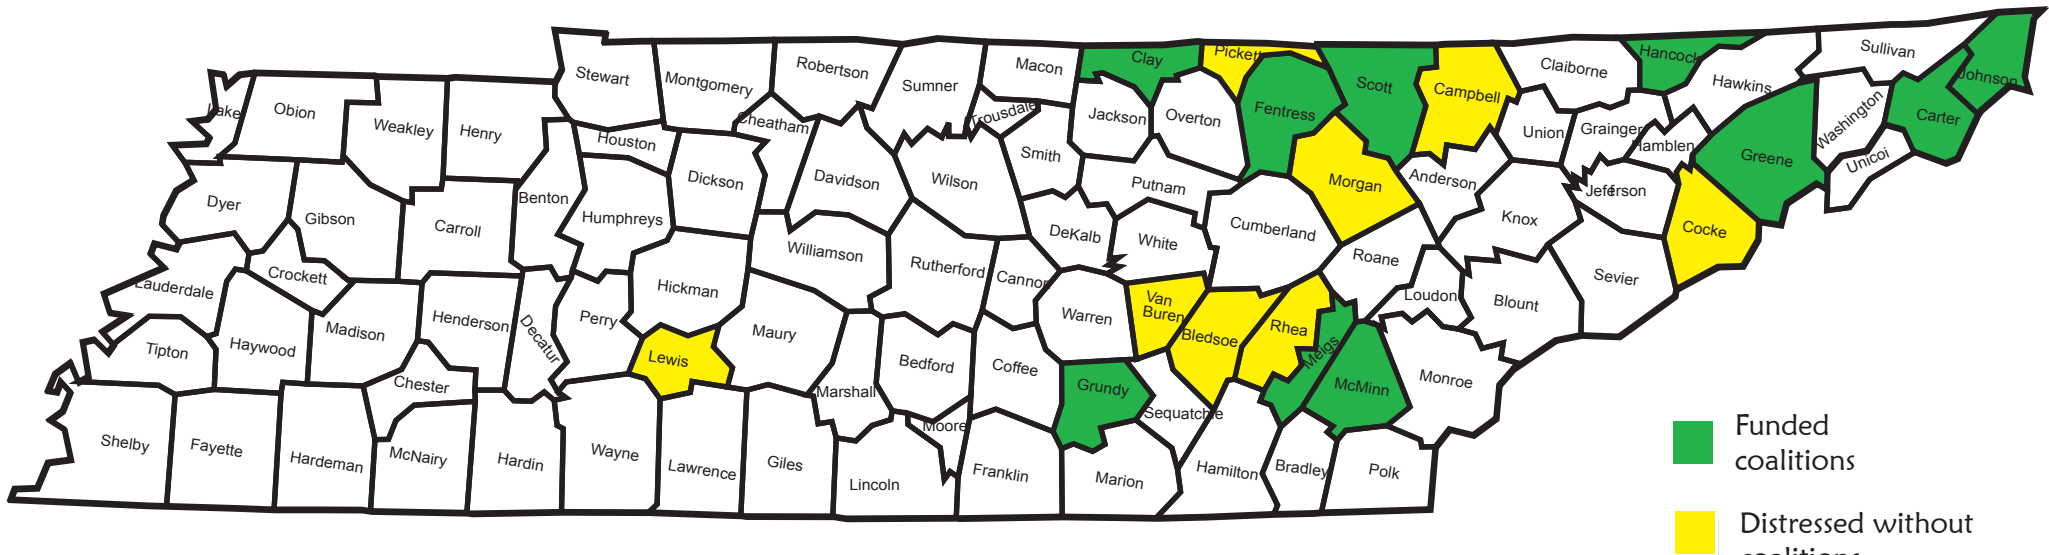 Stewart
Montgomery
Robertson
Sumner
Macon
Clay
Pickett
Scott
Campbell
Claiborne
Hancock
Hawkins
Sullivan
Johnson
Lake
Obion
Weakley
Henry
Houston
Cheatham
Trousdale
Jackson
Overton
Fentress
Union
Grainger
Hamblen
Greene
Washington
Carter
Unicoi
Dyer
Gibson
Carroll
Benton
Humphreys
Dickson
Davidson
Wilson
Smith
Putnam
Morgan
Anderson
Jefferson
Cocke
Knox
Lauderdale
Crockett
Williamson
Rutherford
Cannon
DeKalb
White
Cumberland
Roane
Loudon
Blount
Sevier
Tipton
Haywood
Madison
Henderson
Decatur
Perry
Hickman
Lewis
Maury
Bedford
Coffee
Warren
Van
Buren
Bledsoe
Rhea
Meigs
McMinn
Monroe
Chester
Marshall
Moore
Grundy
Sequatchie
Shelby
Fayette
Hardeman
McNairy
Hardin
Wayne
Lawrence
Giles
Lincoln
Franklin
Marion
Hamilton
Bradley
Polk
Funded
coalitions
Distressed without
coalitions